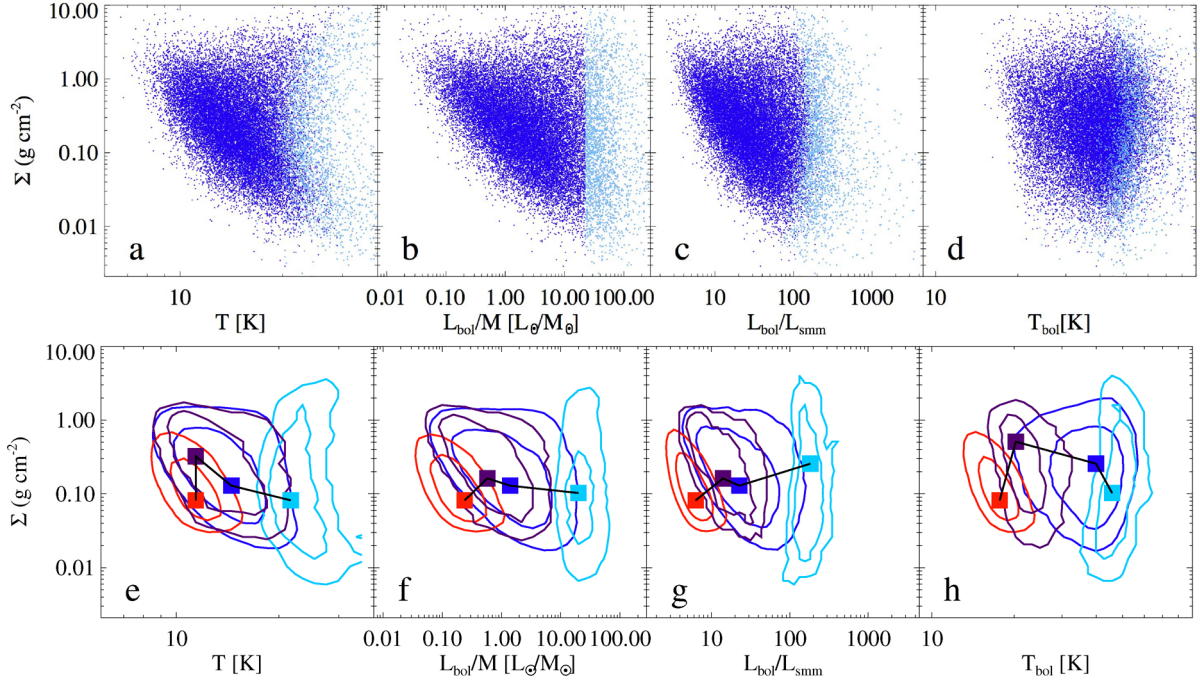 10.00
1.00
0.10
0.01
Σ (g cm⁻²)
a b c d
10 0.01 0.10 1.00 10.00 100.00 10 100 1000 10
T [K] L_bol/M [L_⊙/M_⊙] L_bol/L_smm T_bol[K]
10.00
1.00
0.10
0.01
Σ (g cm⁻²)
e f g h
10 0.01 0.10 1.00 10.00 100.00 10 100 1000 10
T [K] L_bol/M [L_⊙/M_⊙] L_bol/L_smm T_bol [K]